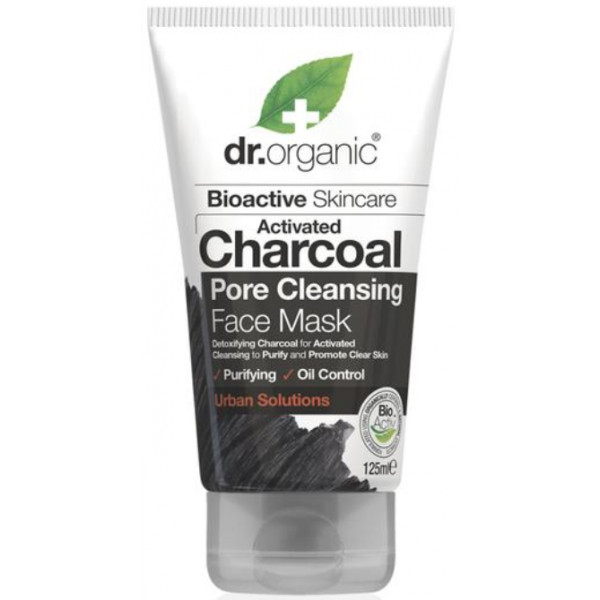 dr.organic®
Bioactive Skincare
Activated
Charcoal
Pore Cleansing
Face Mask
Detoxifying Charcoal for Activated
Cleansing to Purify and Promote Clear Skin
✓ Purifying ✓ Oil Control
Urban Solutions
Bio
Activ
125ml℮